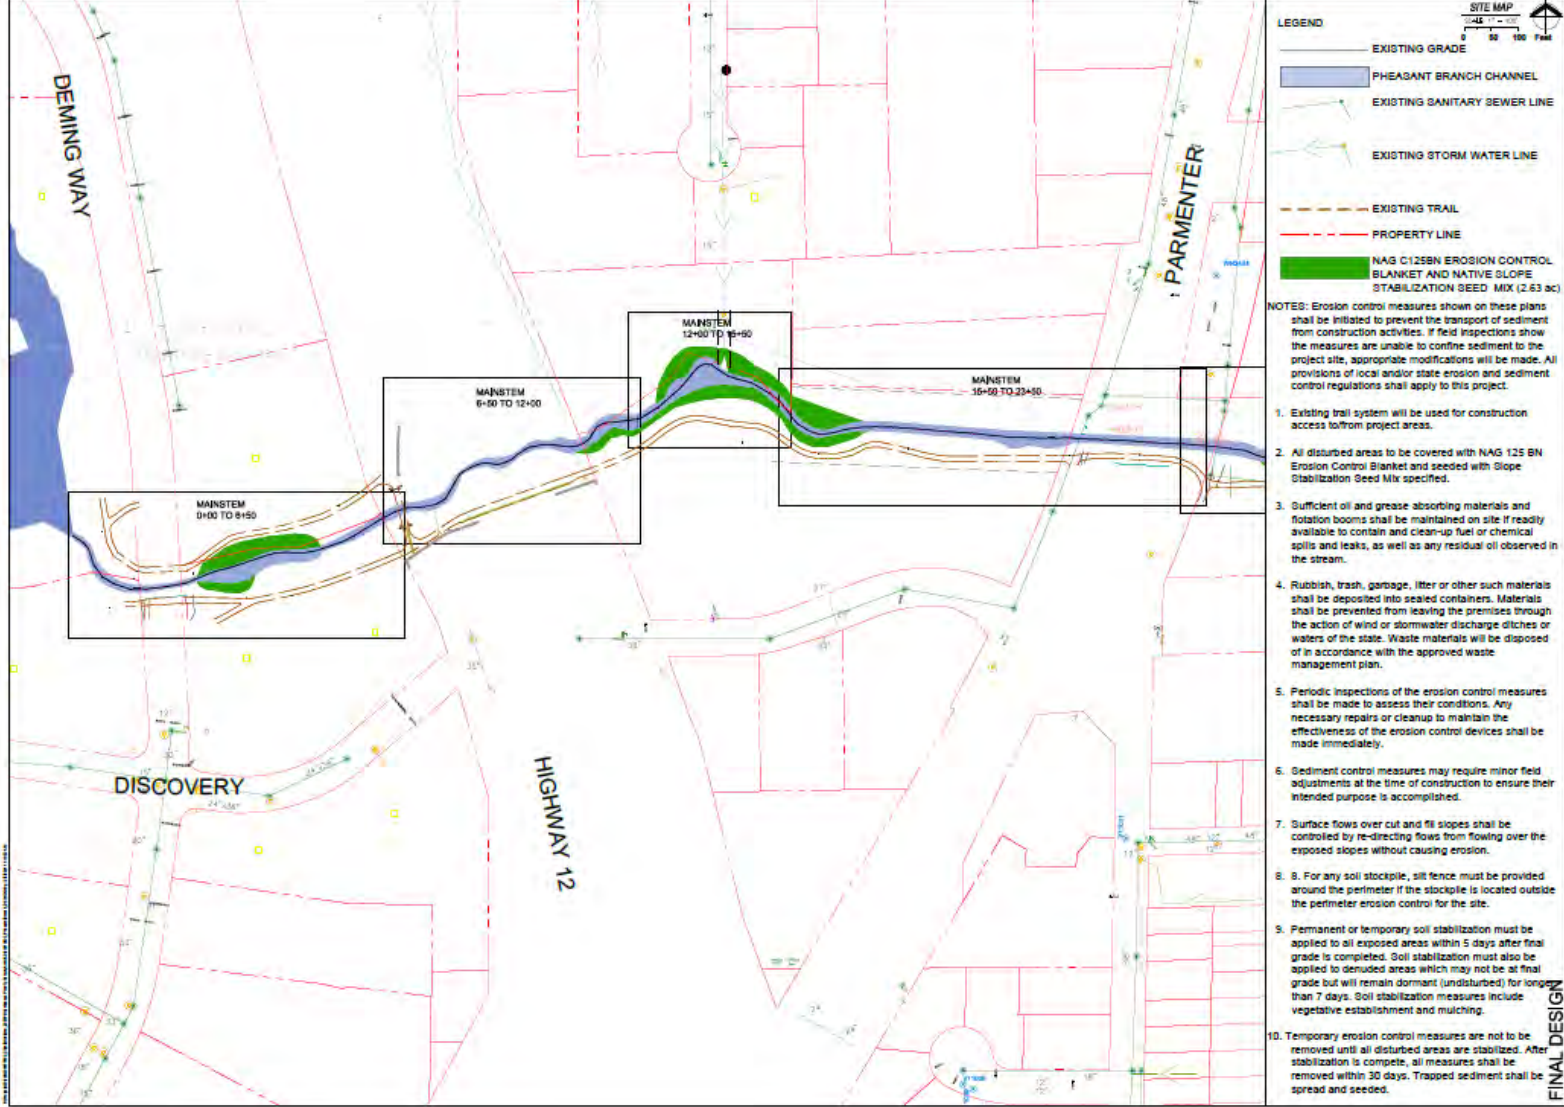 DEMING WAY
PARMENTER
MAINSTEM
12+00 TO 15+50
MAINSTEM
6+50 TO 12+00
MAINSTEM
15+50 TO 23+50
MAINSTEM
0+00 TO 6+50
DISCOVERY
HIGHWAY 12
SITE MAP
0 50 100 Feet
LEGEND
EXISTING GRADE
PHEASANT BRANCH CHANNEL
EXISTING SANITARY SEWER LINE
EXISTING STORM WATER LINE
EXISTING TRAIL
PROPERTY LINE
NAG C125BN EROSION CONTROL
BLANKET AND NATIVE SLOPE
STABILIZATION SEED MIX (2.63 ac)
NOTES: Erosion control measures shown on these plans
shall be initiated to prevent the transport of sediment
from construction activities. If field inspections show
the measures are unable to confine sediment to the
project site, appropriate modifications will be made. All
provisions of local and/or state erosion and sediment
control regulations shall apply to this project.
1. Existing trail system will be used for construction
access to/from project areas.
2. All disturbed areas to be covered with NAG 125 BN
Erosion Control Blanket and seeded with Slope
Stabilization Seed Mix specified.
3. Sufficient oil and grease absorbing materials and
flotation booms shall be maintained on site if readily
available to contain and clean-up fuel or chemical
spills and leaks, as well as any residual oil observed in
the stream.
4. Rubbish, trash, garbage, litter or other such materials
shall be deposited into sealed containers. Materials
shall be prevented from leaving the premises through
the action of wind or stormwater discharge ditches or
waters of the state. Waste materials will be disposed
of in accordance with the approved waste
management plan.
5. Periodic inspections of the erosion control measures
shall be made to assess their conditions. Any
necessary repairs or cleanup to maintain the
effectiveness of the erosion control devices shall be
made immediately.
6. Sediment control measures may require minor field
adjustments at the time of construction to ensure their
intended purpose is accomplished.
7. Surface flows over cut and fill slopes shall be
controlled by re-directing flows from flowing over the
exposed slopes without causing erosion.
8. 8. For any soil stockpile, silt fence must be provided
around the perimeter if the stockpile is located outside
the perimeter erosion control for the site.
9. Permanent or temporary soil stabilization must be
applied to all exposed areas within 5 days after final
grade is completed. Soil stabilization must also be
applied to denuded areas which may not be at final
grade but will remain dormant (undisturbed) for longer
than 7 days. Soil stabilization measures include
vegetative establishment and mulching.
10. Temporary erosion control measures are not to be
removed until all disturbed areas are stabilized. After
stabilization is compete, all measures shall be
removed within 30 days. Trapped sediment shall be
spread and seeded.
FINAL DESIGN